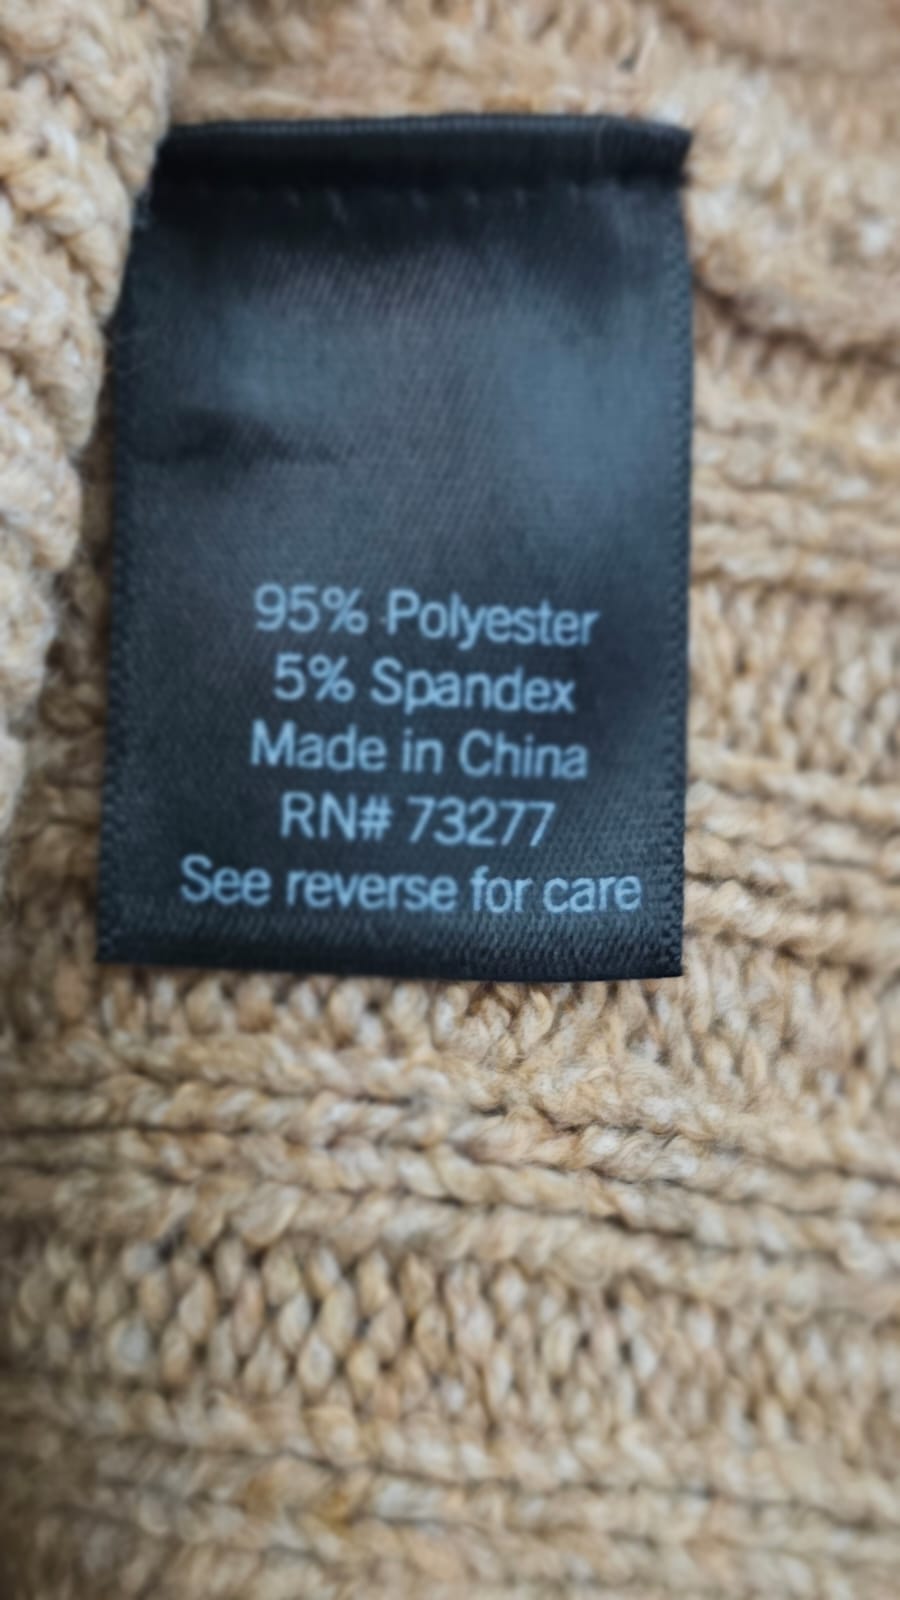 95% Polyester
5% Spandex
Made in China
RN# 73277
See reverse for care